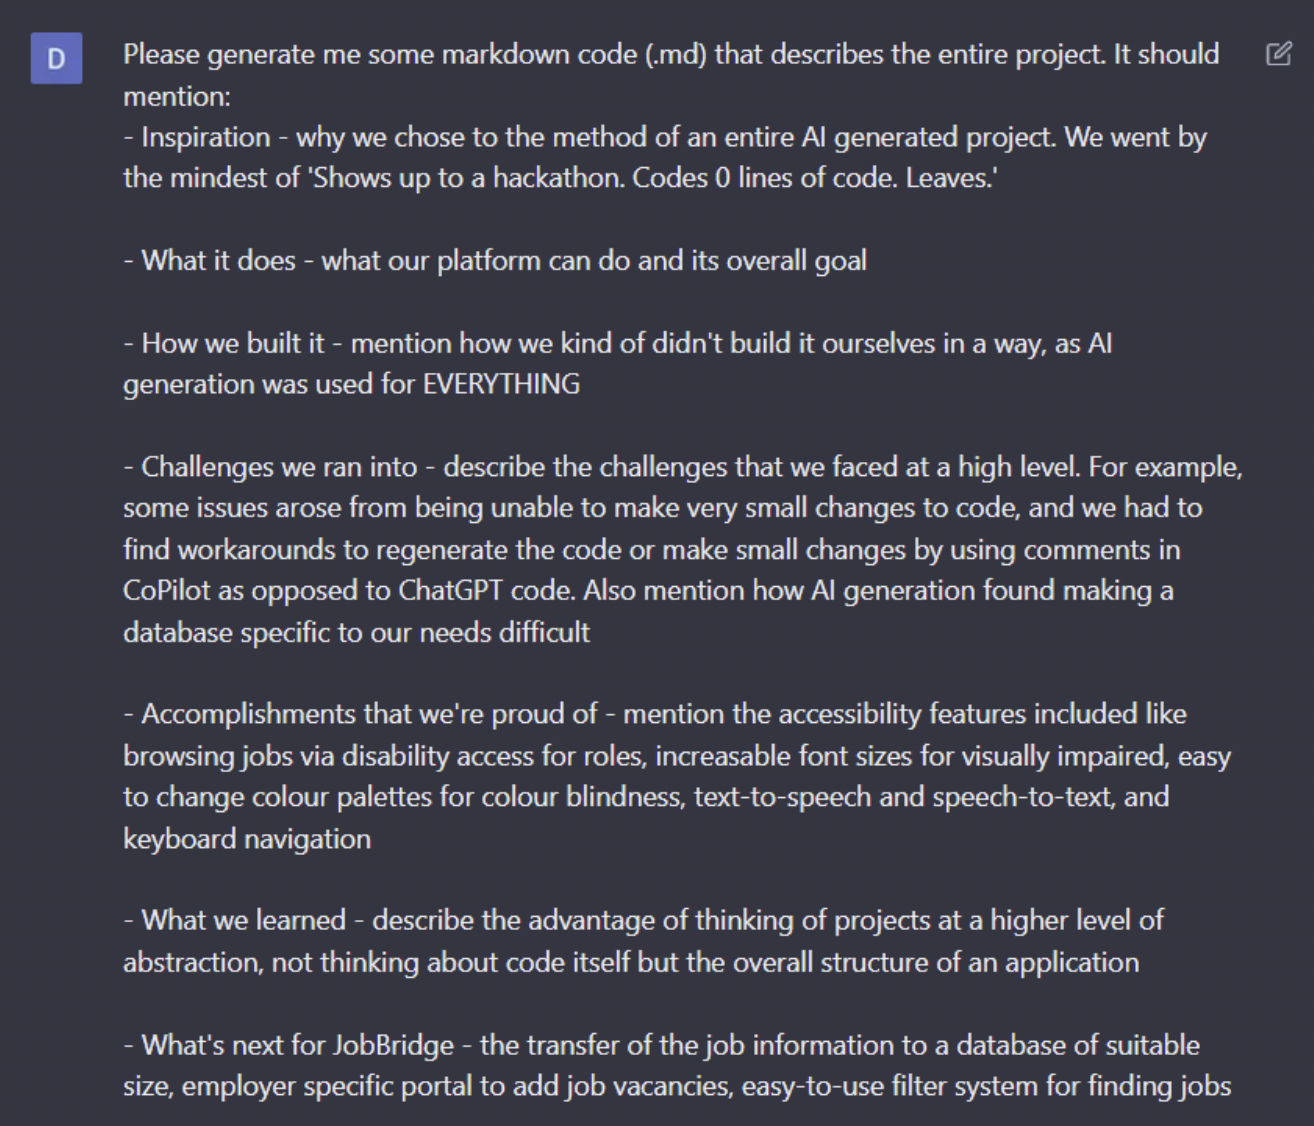 D
Please generate me some markdown code (.md) that describes the entire project. It should
mention:
- Inspiration - why we chose to the method of an entire AI generated project. We went by
the mindest of 'Shows up to a hackathon. Codes 0 lines of code. Leaves.'
- What it does - what our platform can do and its overall goal
- How we built it - mention how we kind of didn't build it ourselves in a way, as AI
generation was used for EVERYTHING
- Challenges we ran into - describe the challenges that we faced at a high level. For example,
some issues arose from being unable to make very small changes to code, and we had to
find workarounds to regenerate the code or make small changes by using comments in
CoPilot as opposed to ChatGPT code. Also mention how AI generation found making a
database specific to our needs difficult
- Accomplishments that we're proud of - mention the accessibility features included like
browsing jobs via disability access for roles, increasable font sizes for visually impaired, easy
to change colour palettes for colour blindness, text-to-speech and speech-to-text, and
keyboard navigation
- What we learned - describe the advantage of thinking of projects at a higher level of
abstraction, not thinking about code itself but the overall structure of an application
- What's next for JobBridge - the transfer of the job information to a database of suitable
size, employer specific portal to add job vacancies, easy-to-use filter system for finding jobs